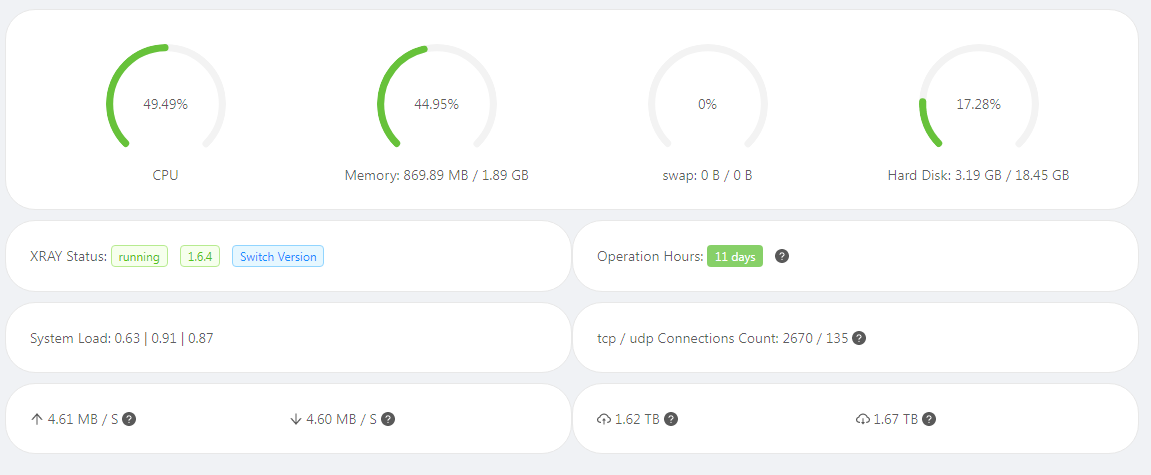 49.49% 44.95% 0% 17.28%
CPU Memory: 869.89 MB / 1.89 GB swap: 0 B / 0 B Hard Disk: 3.19 GB / 18.45 GB
XRAY Status: running 1.6.4 Switch Version Operation Hours: 11 days ?
System Load: 0.63 | 0.91 | 0.87 tcp / udp Connections Count: 2670 / 135 ?
4.61 MB / S ? 4.60 MB / S ? 1.62 TB ? 1.67 TB ?